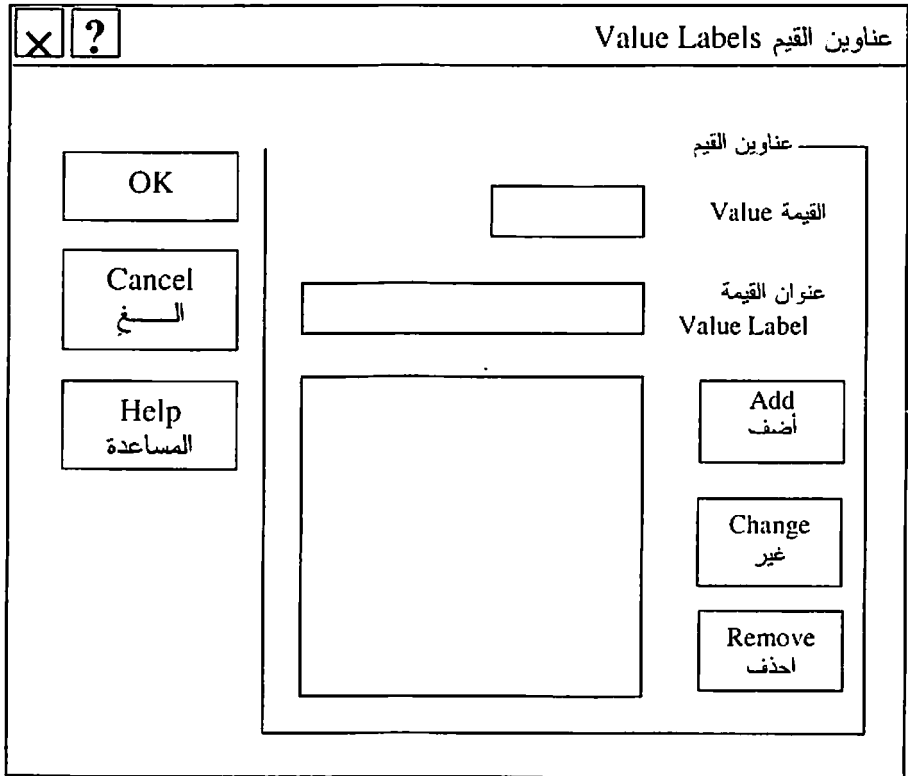 عناوين القيم Value Labels
? X
عناوين القيم
القيمة Value
عنوان القيمة
Value Label
Add
أضف
Change
غير
Remove
احذف
OK
Cancel
الــــغِ
Help
المساعدة